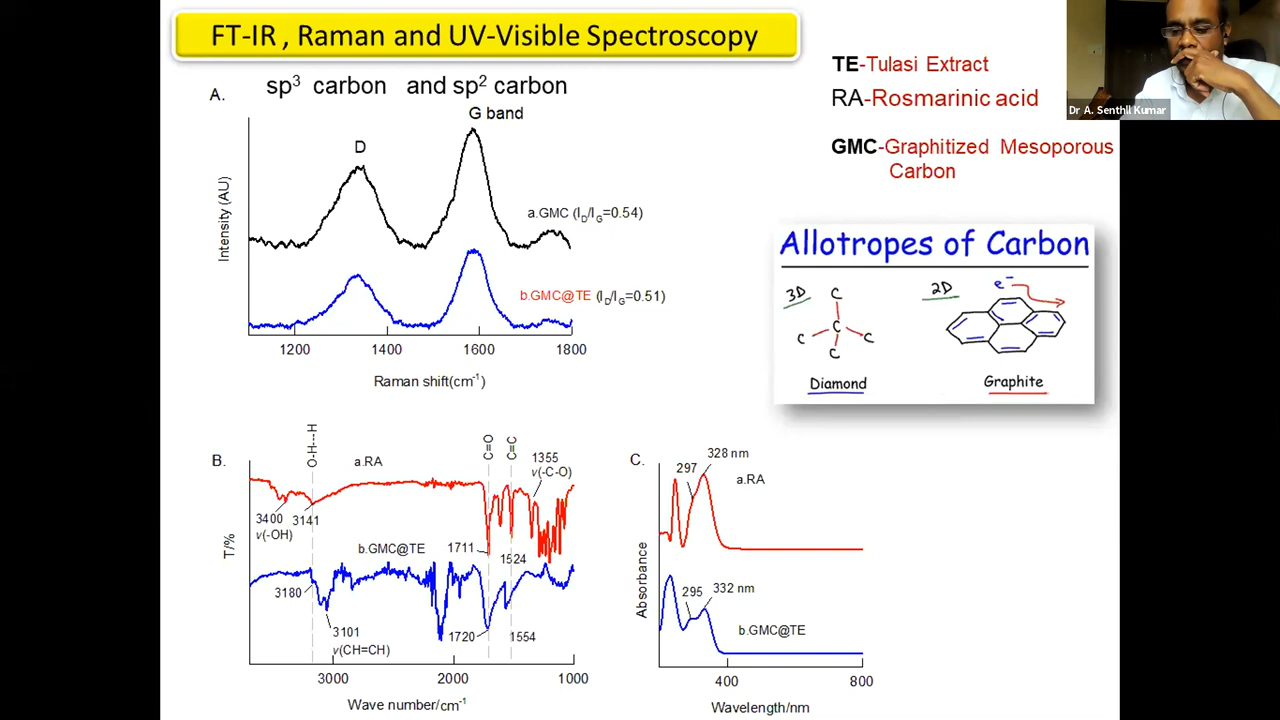 FT-IR , Raman and UV-Visible Spectroscopy
TE-Tulasi Extract
RA-Rosmarinic acid
GMC-Graphitized Mesoporous
Carbon
Dr A. Senthil Kumar
A.
sp3 carbon and sp2 carbon
G band
D
Intensity (AU)
a.GMC (ID/IG=0.54)
b.GMC@TE (ID/IG=0.51)
1200 1400 1600 1800
Raman shift(cm-1)
Allotropes of Carbon
3D
C
C
C
C
C
Diamond
2D
e-
Graphite
B.
O-H---H
a.RA
C=O
C=C
1355
ν(-C-O)
3400
ν(-OH)
3141
T/%
b.GMC@TE
1711
1524
3180
3101
ν(CH=CH)
1720
1554
3000 2000 1000
Wave number/cm-1
C.
328 nm
297
a.RA
Absorbance
295
332 nm
b.GMC@TE
400 800
Wavelength/nm